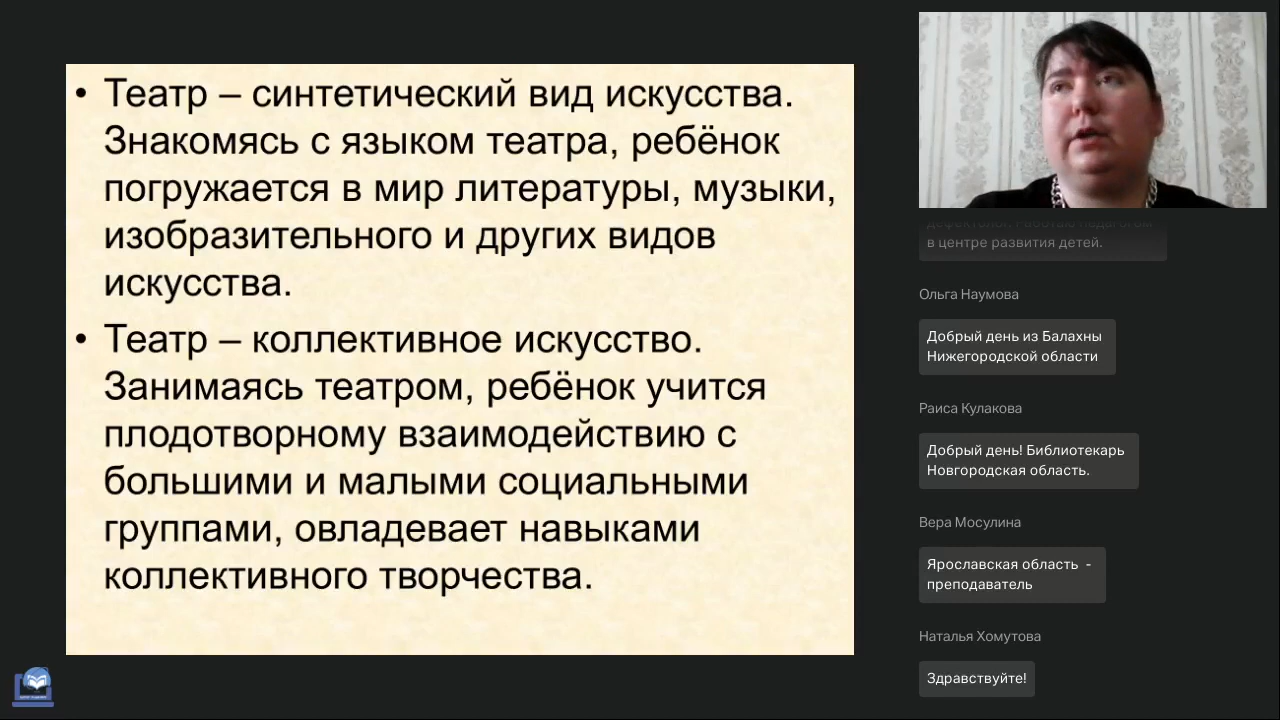 • Театр – синтетический вид искусства.
Знакомясь с языком театра, ребёнок
погружается в мир литературы, музыки,
изобразительного и других видов
искусства.
• Театр – коллективное искусство.
Занимаясь театром, ребёнок учится
плодотворному взаимодействию с
большими и малыми социальными
группами, овладевает навыками
коллективного творчества.
в центре развития детей.
Ольга Наумова
Добрый день из Балахны
Нижегородской области
Раиса Кулакова
Добрый день! Библиотекарь
Новгородская область.
Вера Мосулина
Ярославская область -
преподаватель
Наталья Хомутова
Здравствуйте!